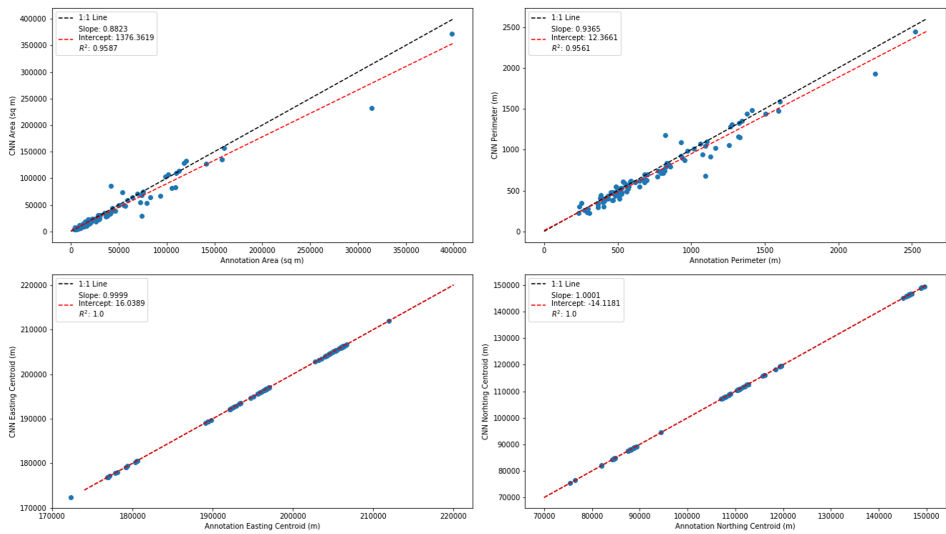 1:1 Line
Slope: 0.8823
Intercept: 1376.3619
R²: 0.9587
400000
350000
300000
250000
200000
150000
100000
50000
0
CNN Area (sq m)
0 50000 100000 150000 200000 250000 300000 350000 400000
Annotation Area (sq m)
1:1 Line
Slope: 0.9365
Intercept: 12.3661
R²: 0.9561
2500
2000
1500
1000
500
0
CNN Perimeter (m)
0 500 1000 1500 2000 2500
Annotation Perimeter (m)
1:1 Line
Slope: 0.9999
Intercept: 16.0389
R²: 1.0
220000
210000
200000
190000
180000
170000
CNN Easting Centroid (m)
170000 180000 190000 200000 210000 220000
Annotation Easting Centroid (m)
1:1 Line
Slope: 1.0001
Intercept: -14.1181
R²: 1.0
150000
140000
130000
120000
110000
100000
90000
80000
70000
CNN Norhting Centroid (m)
70000 80000 90000 100000 110000 120000 130000 140000 150000
Annotation Northing Centroid (m)